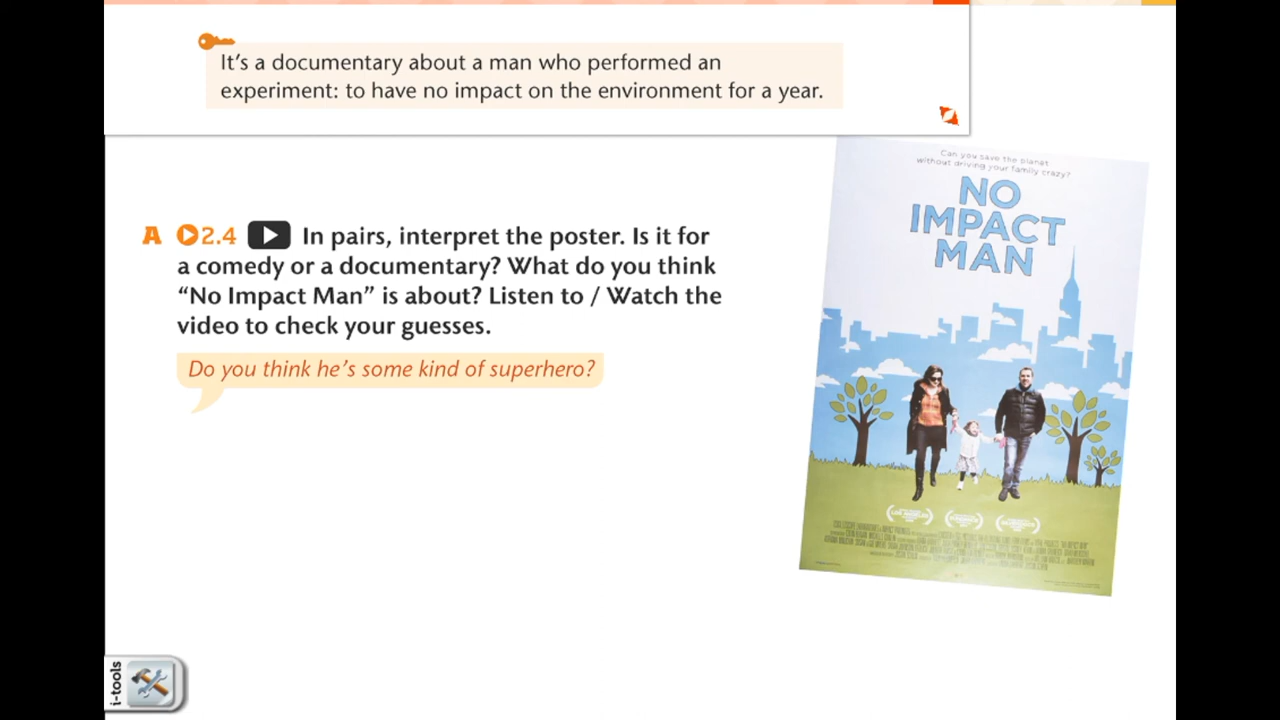 It's a documentary about a man who performed an
experiment: to have no impact on the environment for a year.
A 2.4 In pairs, interpret the poster. Is it for
a comedy or a documentary? What do you think
“No Impact Man” is about? Listen to / Watch the
video to check your guesses.
Do you think he's some kind of superhero?
Can you save the planet
without driving your family crazy?
NO
IMPACT
MAN
i-tools